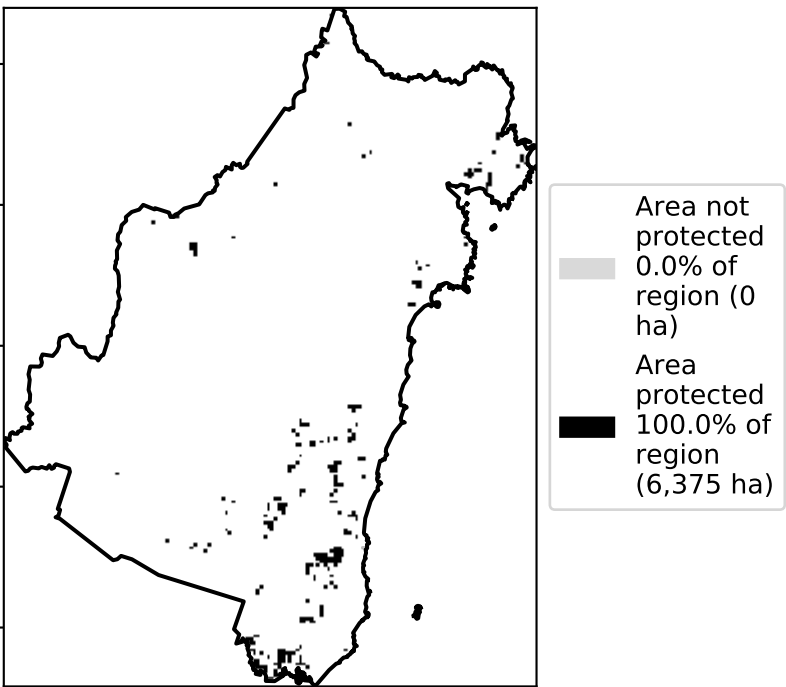 Area not
protected
0.0% of
region (0
ha)
Area
protected
100.0% of
region
(6,375 ha)